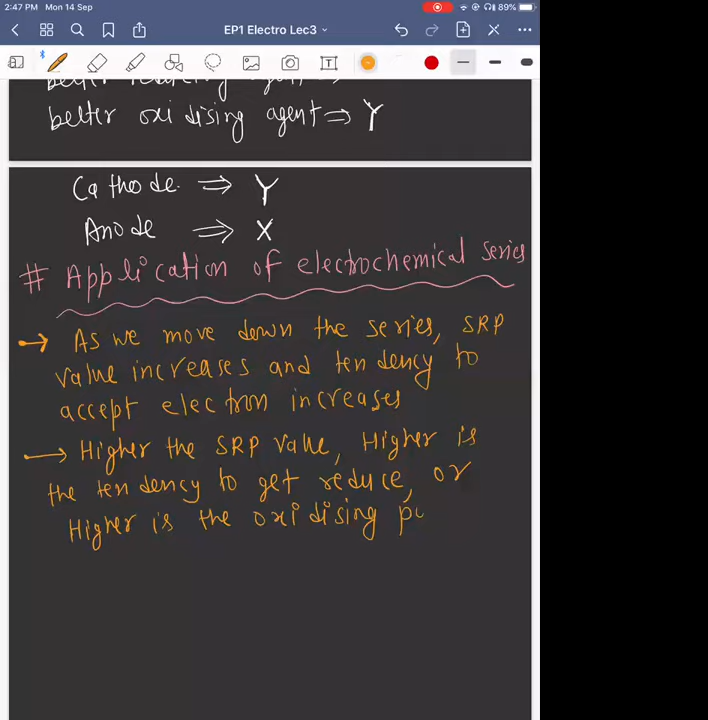 2:47 PM Mon 14 Sep
89%
EP1 Electro Lec3
T
better oxidising agent ⇒ Y
Cathode ⇒ Y
Anode ⇒ X
# Application of electrochemical series
→ As we move down the series, SRP
value increases and tendency to
accept electron increases
→ Higher the SRP value, Higher is
the tendency to get reduce, or
Higher is the oxidising